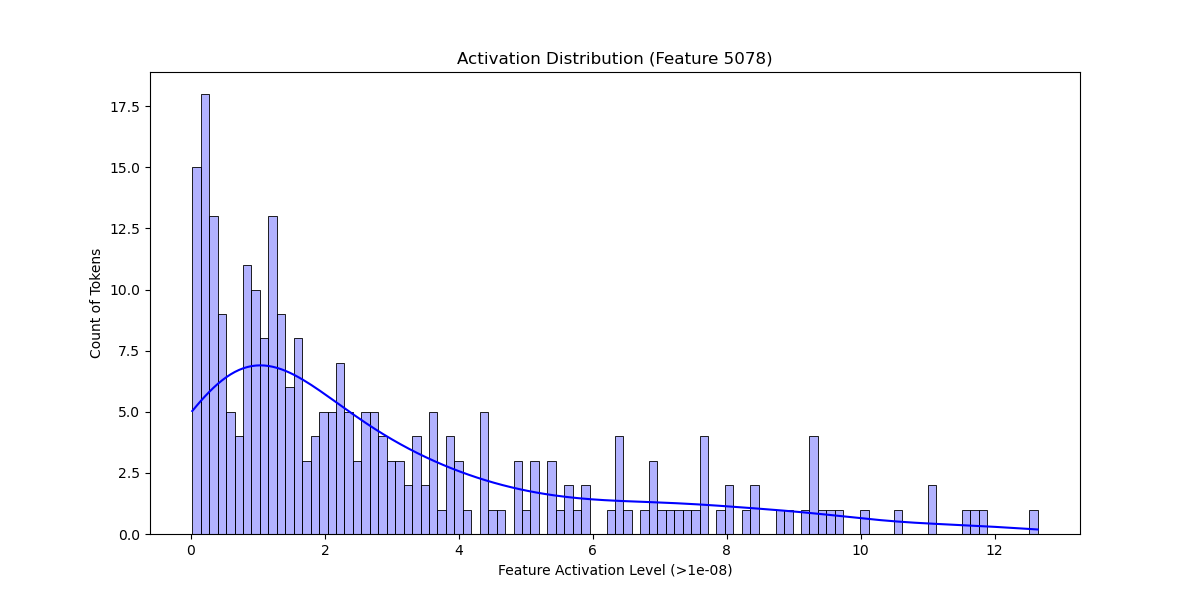 Activation Distribution (Feature 5078)
Count of Tokens
17.5
15.0
12.5
10.0
7.5
5.0
2.5
0.0
0 2 4 6 8 10 12
Feature Activation Level (>1e-08)